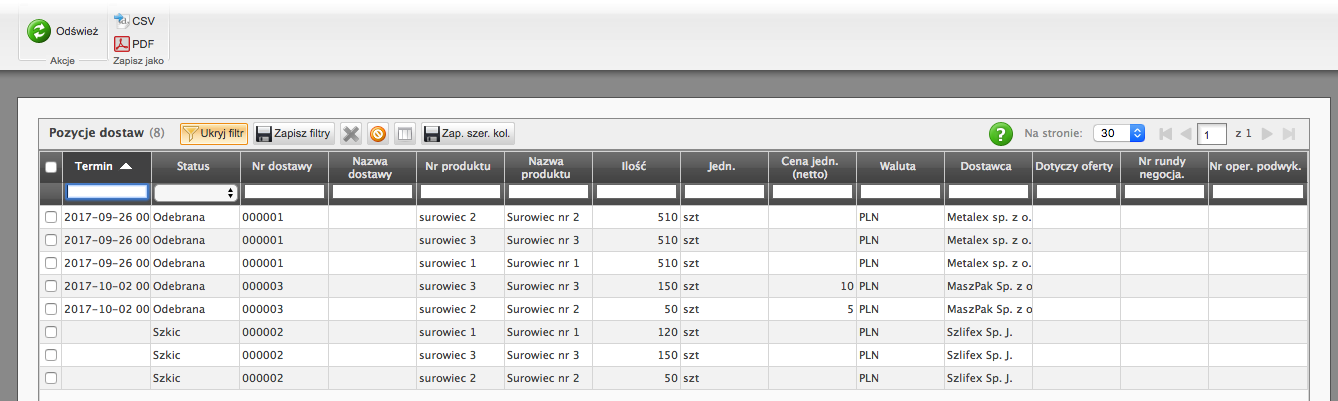 Odśwież
CSV
PDF
Akcje
Zapisz jako
Pozycje dostaw (8) Ukryj filtr Zapisz filtry Zap. szer. kol. ? Na stronie: 30 1 z 1
Termin Status Nr dostawy Nazwa dostawy Nr produktu Nazwa produktu Ilość Jedn. Cena jedn. (netto) Waluta Dostawca Dotyczy oferty Nr rundy negocja. Nr oper. podwyk.
2017-09-26 00 Odebrana 000001 surowiec 2 Surowiec nr 2 510 szt PLN Metalex sp. z o.
2017-09-26 00 Odebrana 000001 surowiec 3 Surowiec nr 3 510 szt PLN Metalex sp. z o.
2017-09-26 00 Odebrana 000001 surowiec 1 Surowiec nr 1 510 szt PLN Metalex sp. z o.
2017-10-02 00 Odebrana 000003 surowiec 3 Surowiec nr 3 150 szt 10 PLN MaszPak Sp. z o
2017-10-02 00 Odebrana 000003 surowiec 2 Surowiec nr 2 50 szt 5 PLN MaszPak Sp. z o
Szkic 000002 surowiec 1 Surowiec nr 1 120 szt PLN Szlifex Sp. J.
Szkic 000002 surowiec 3 Surowiec nr 3 150 szt PLN Szlifex Sp. J.
Szkic 000002 surowiec 2 Surowiec nr 2 50 szt PLN Szlifex Sp. J.